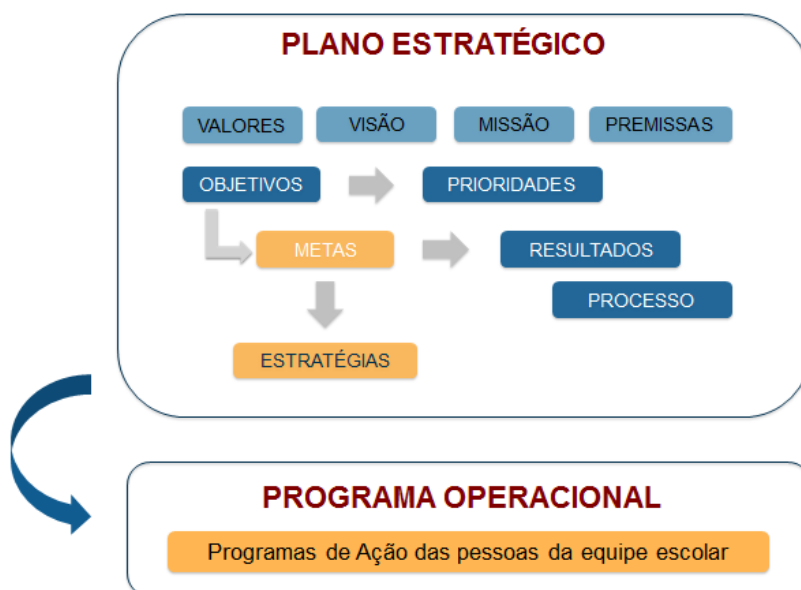 PLANO ESTRATÉGICO
VALORES
VISÃO
MISSÃO
PREMISSAS
OBJETIVOS
PRIORIDADES
METAS
RESULTADOS
PROCESSO
ESTRATÉGIAS
PROGRAMA OPERACIONAL
Programas de Ação das pessoas da equipe escolar